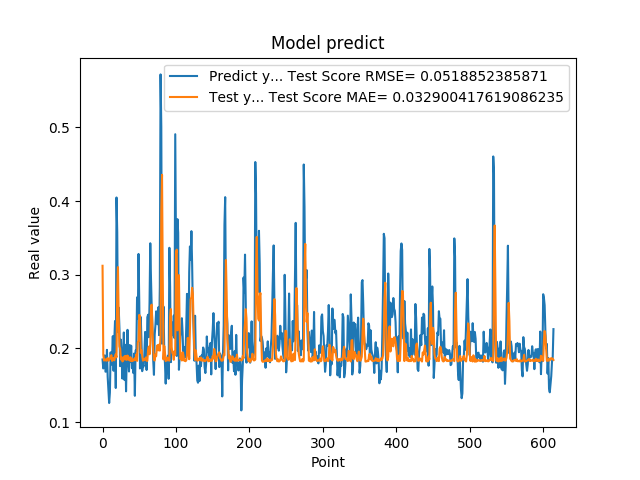 Model predict
Predict y... Test Score RMSE= 0.0518852385871
Test y... Test Score MAE= 0.032900417619086235
0.5
0.4
0.3
0.2
0.1
Real value
0 100 200 300 400 500 600
Point